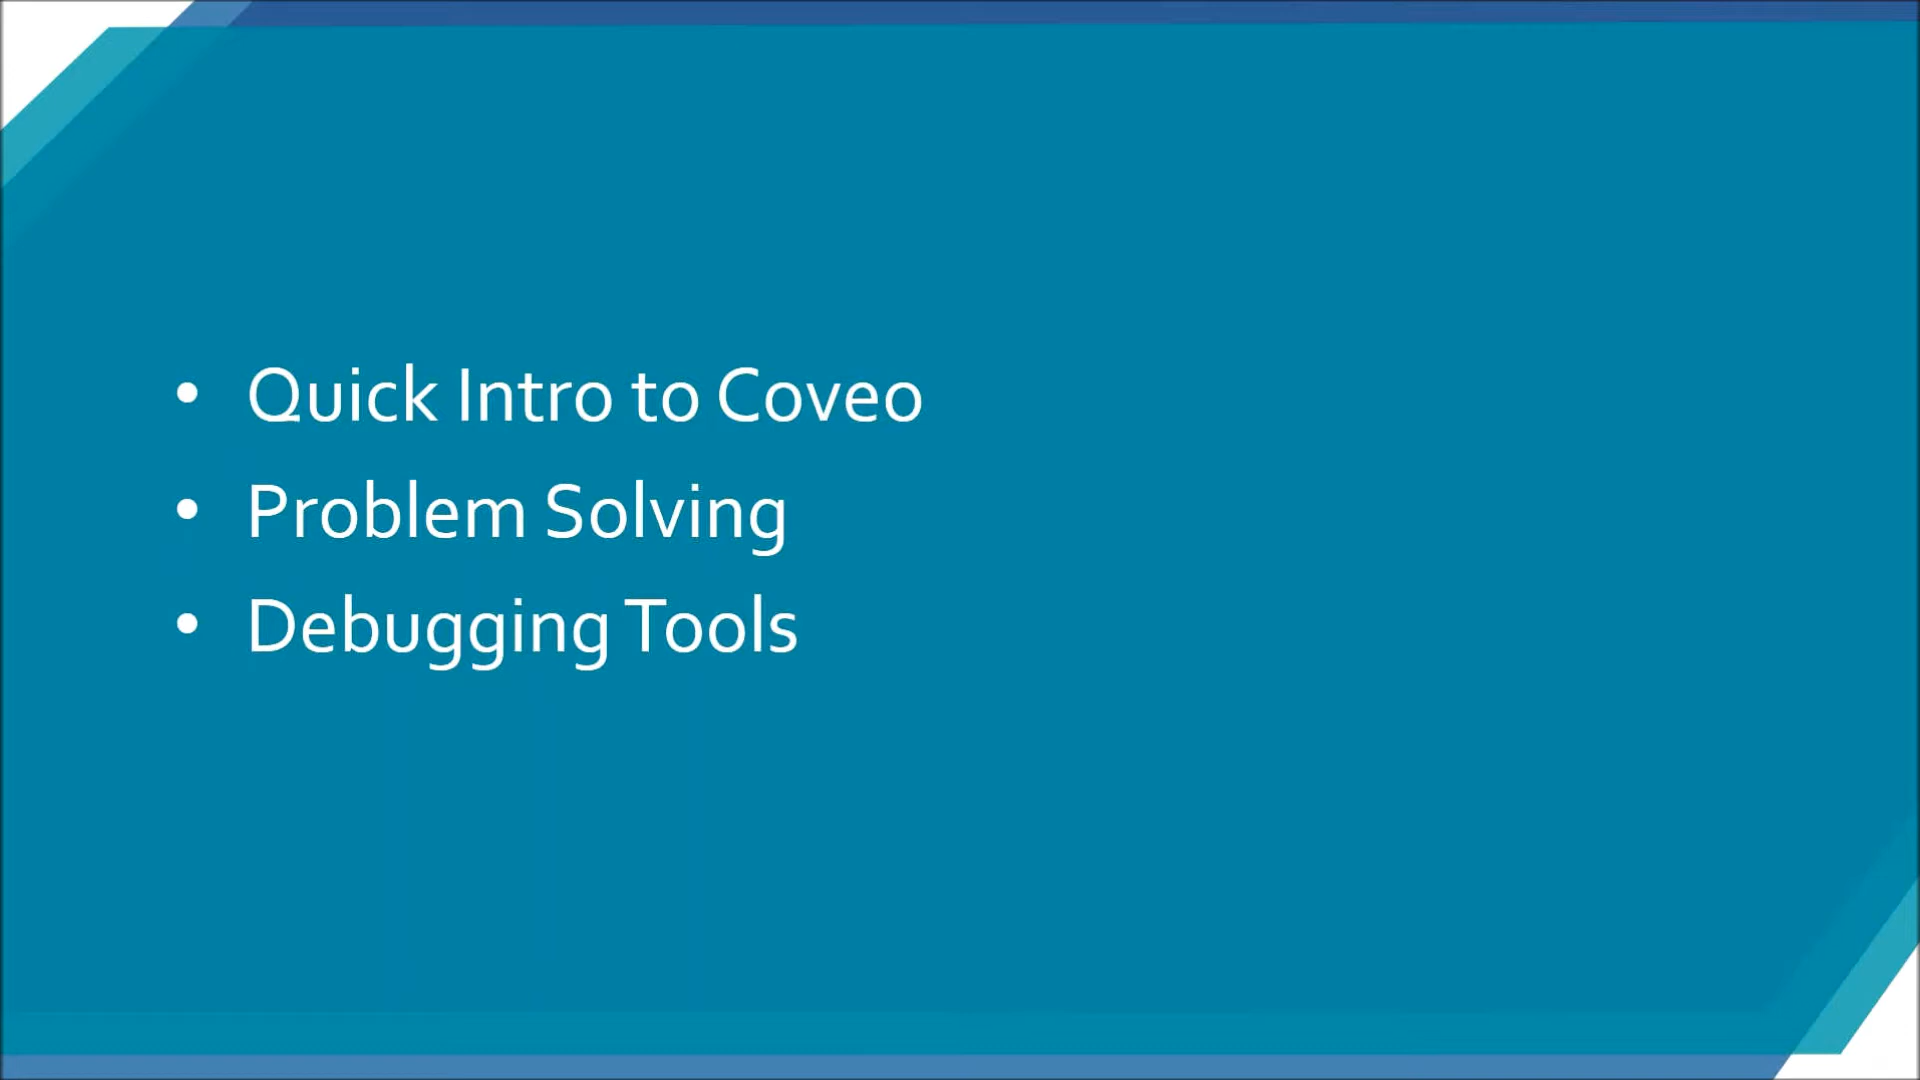 • Quick Intro to Coveo
• Problem Solving
• Debugging Tools